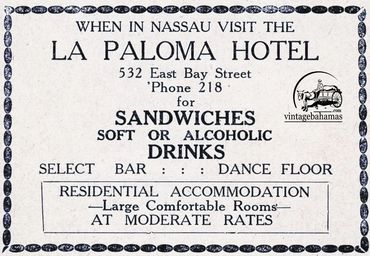 WHEN IN NASSAU VISIT THE
LA PALOMA HOTEL
532 East Bay Street
'Phone 218
for
SANDWICHES
SOFT OR ALCOHOLIC
DRINKS
SELECT BAR : : : DANCE FLOOR
RESIDENTIAL ACCOMMODATION
—Large Comfortable Rooms—
AT MODERATE RATES
.com
vintagebahamas